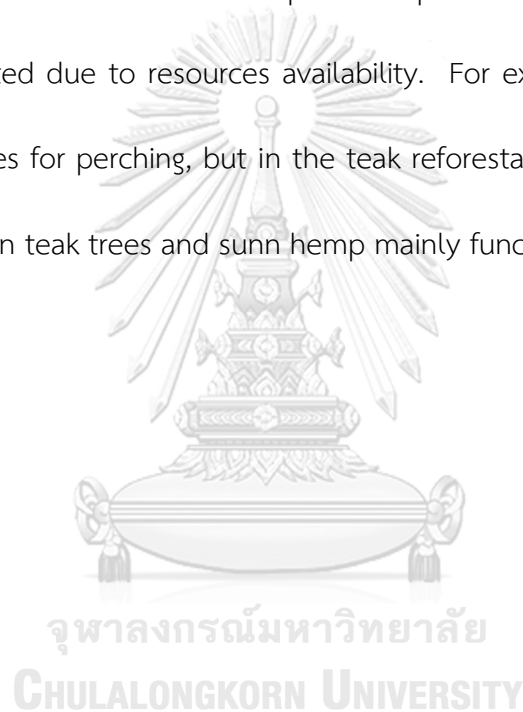 ted due to resources availability. For ex
es for perching, but in the teak reforesta
n teak trees and sunn hemp mainly func
จุฬาลงกรณ์มหาวิทยาลัย
CHULALONGKORN UNIVERSITY